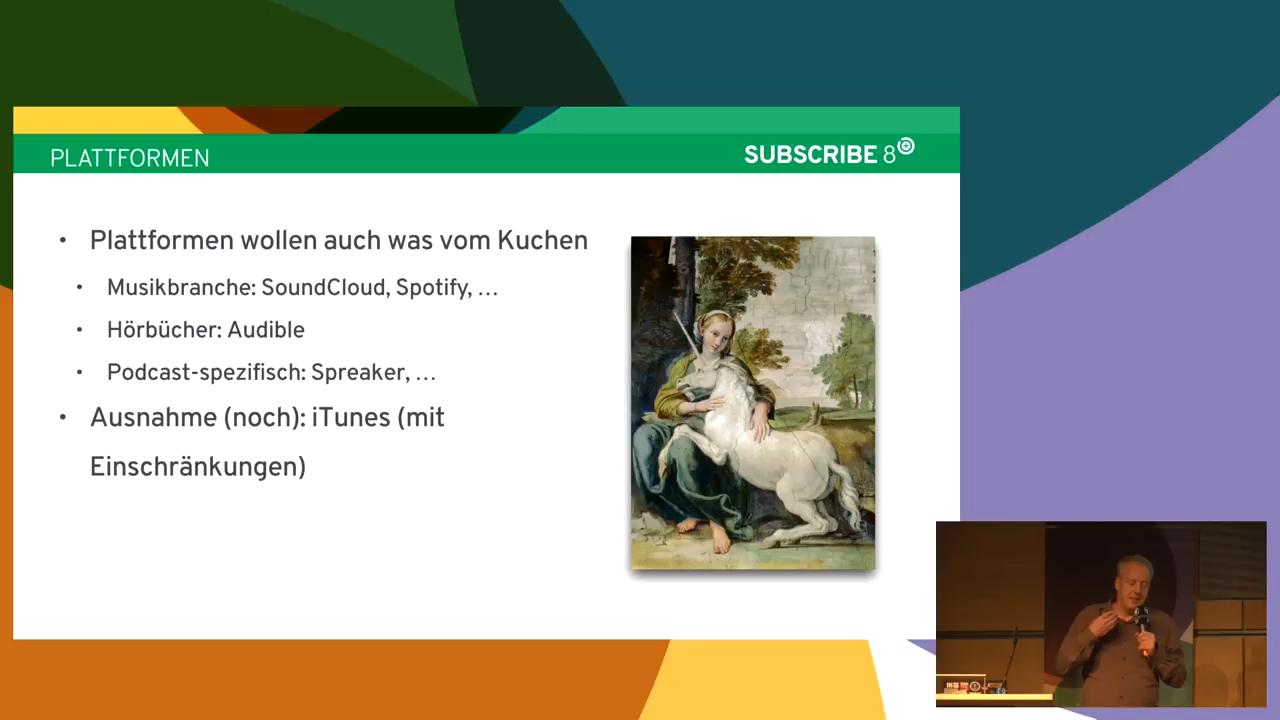 PLATTFORMEN
SUBSCRIBE 8
• Plattformen wollen auch was vom Kuchen
• Musikbranche: SoundCloud, Spotify, …
• Hörbücher: Audible
• Podcast-spezifisch: Spreaker, …
• Ausnahme (noch): iTunes (mit
Einschränkungen)